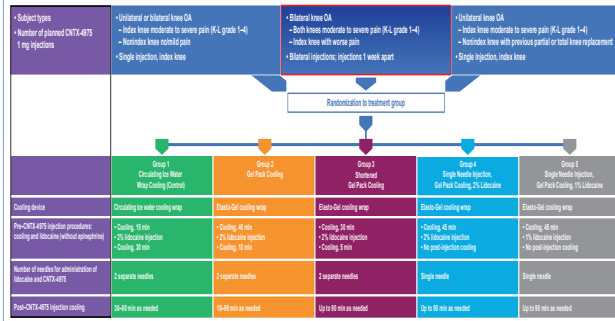 • Subject types
• Number of planned CNTX-4975
1 mg injections
• Unilateral or bilateral knee OA
– Index knee moderate to severe pain (K-L grade 1–4)
– Nonindex knee no/mild pain
• Single injection, index knee
• Bilateral knee OA
– Both knees moderate to severe pain (K-L grade 1–4)
– Index knee with worse pain
• Bilateral injections; injections 1 week apart
• Unilateral knee OA
– Index knee moderate to severe pain (K-L grade 1–4)
– Nonindex knee with previous partial or total knee replacement
• Single injection, index knee
Randomization to treatment group
Group 1
Circulating Ice Water
Wrap Cooling (Control)
Group 2
Gel Pack Cooling
Group 3
Shortened
Gel Pack Cooling
Group 4
Single Needle Injection,
Gel Pack Cooling, 2% Lidocaine
Group 5
Single Needle Injection,
Gel Pack Cooling, 1% Lidocaine
Cooling device
Circulating ice water cooling wrap
Elasto-Gel cooling wrap
Elasto-Gel cooling wrap
Elasto-Gel cooling wrap
Elasto-Gel cooling wrap
Pre–CNTX-4975 injection procedures:
cooling and lidocaine (without epinephrine)
• Cooling, 15 min
• 2% lidocaine injection
• Cooling, 30 min
• Cooling, 40 min
• 2% lidocaine injection
• Cooling, 10 min
• Cooling, 30 min
• 2% lidocaine injection
• Cooling, 5 min
• Cooling, 45 min
• 2% lidocaine injection
• No post-injection cooling
• Cooling, 45 min
• 1% lidocaine injection
• No post-injection cooling
Number of needles for administration of
lidocaine and CNTX-4975
2 separate needles
2 separate needles
2 separate needles
Single needle
Single needle
Post–CNTX-4975 injection cooling
30–90 min as needed
–90 min as needed
Up to 90 min as needed
Up to 90 min as needed
Up to 90 min as needed